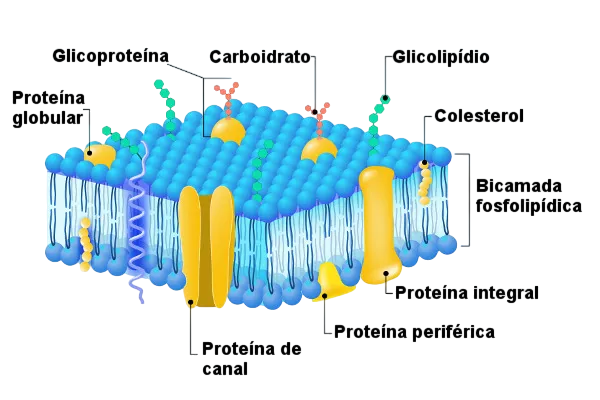 Glicoproteína
Carboidrato
Glicolipídio
Proteína
globular
Colesterol
Bicamada
fosfolipídica
Proteína integral
Proteína periférica
Proteína de
canal